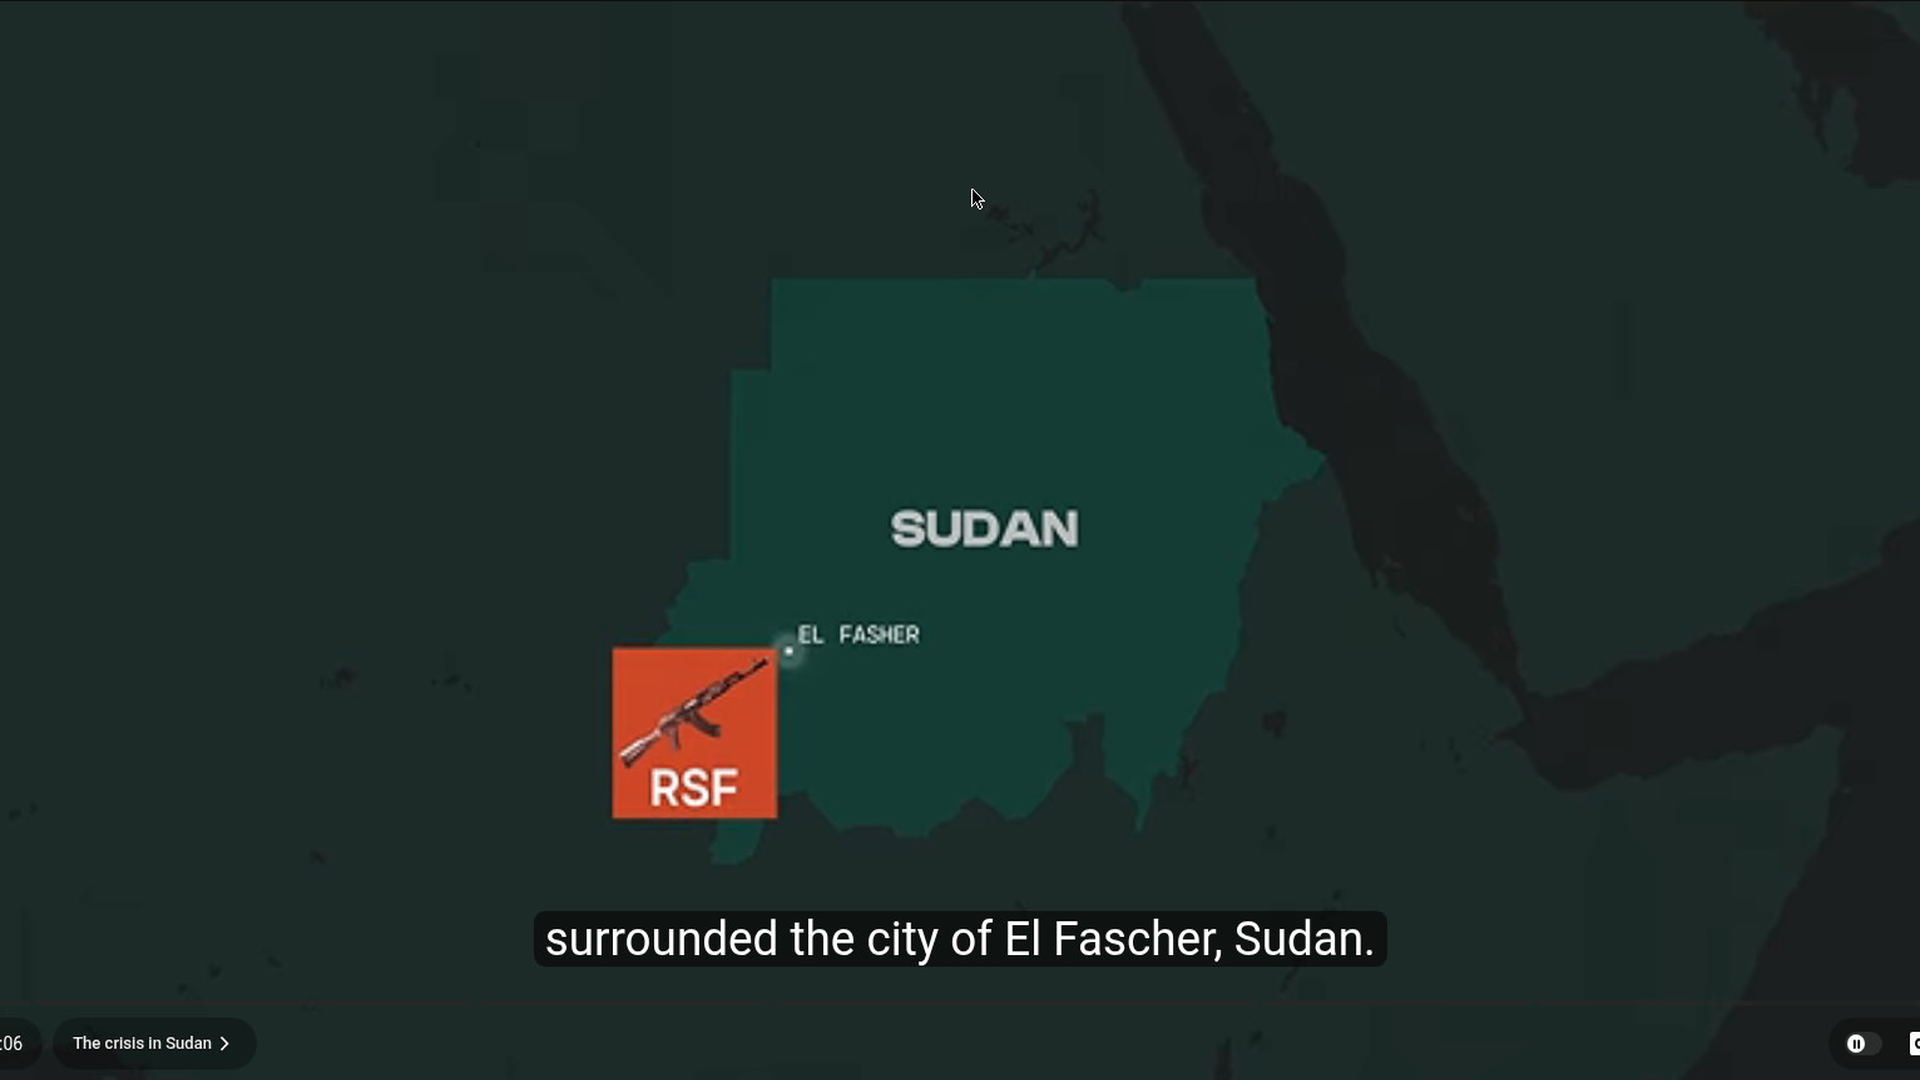 SUDAN
EL FASHER
RSF
surrounded the city of El Fascher, Sudan.
:06
The crisis in Sudan